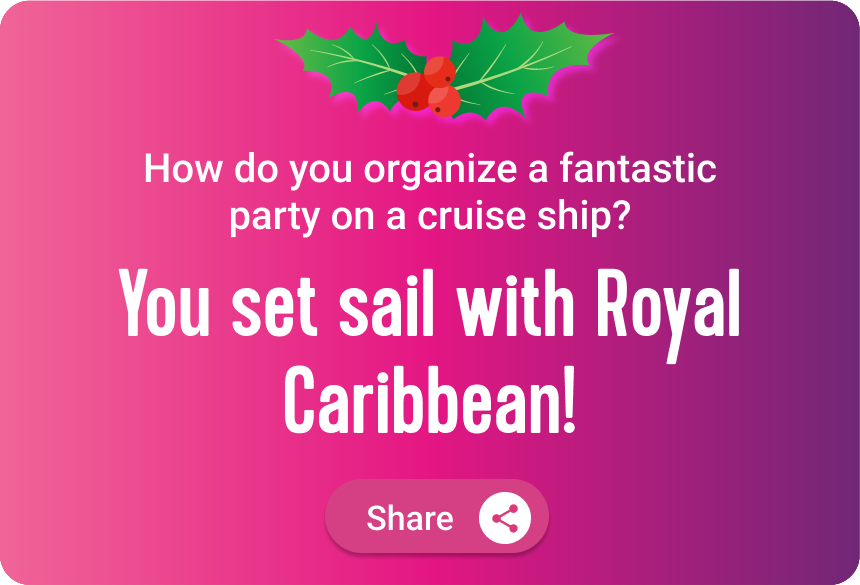 How do you organize a fantastic
party on a cruise ship?
You set sail with Royal
Caribbean!
Share